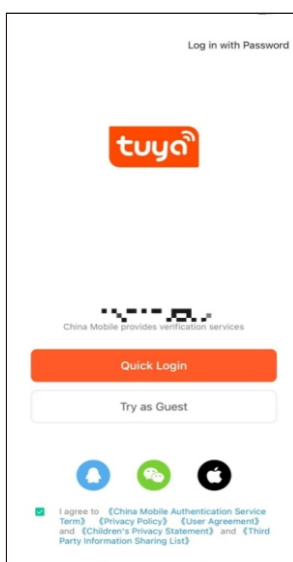 Log in with Password
tuya
China Mobile provides verification services
Quick Login
Try as Guest
I agree to 《China Mobile Authentication Service
Term》 《Privacy Policy》 《User Agreement》
and 《Children's Privacy Statement》 and 《Third
Party Information Sharing List》